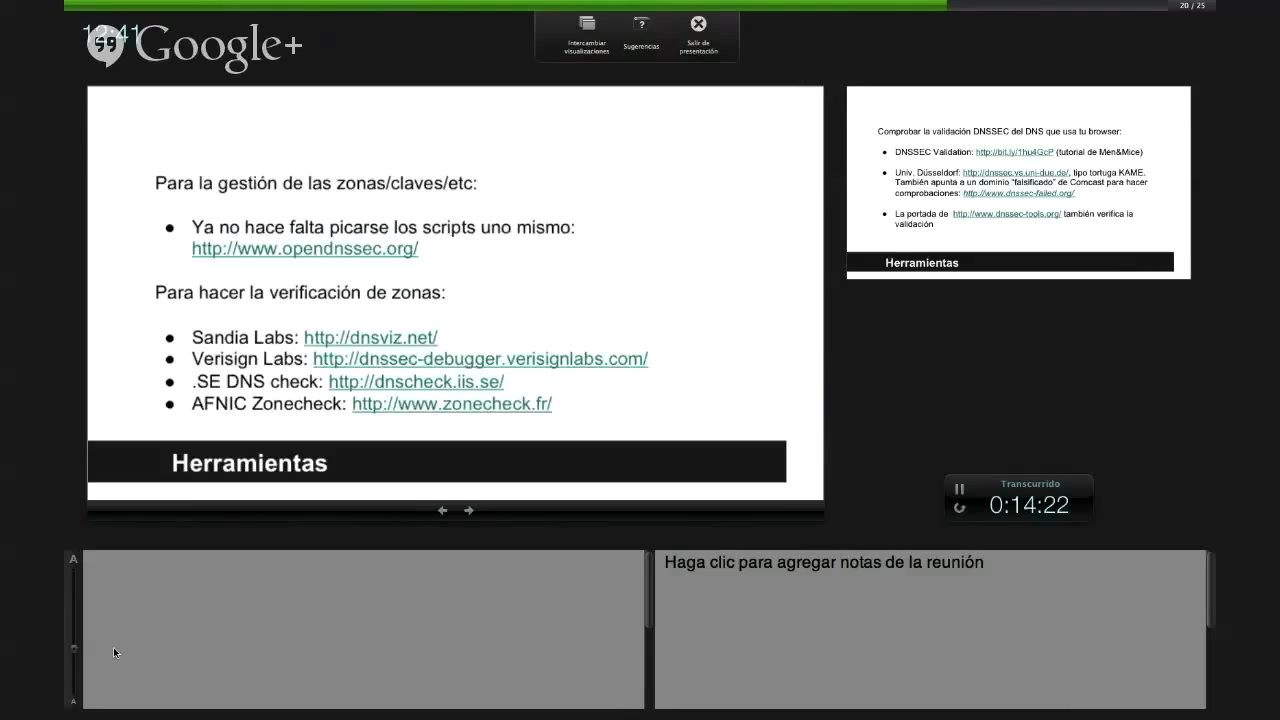 20 / 25
12:41
Google+
Intercambiar
visualizaciones
?
Sugerencias
Salir de
presentación
Para la gestión de las zonas/claves/etc:
● Ya no hace falta picarse los scripts uno mismo:
http://www.opendnssec.org/
Para hacer la verificación de zonas:
● Sandia Labs: http://dnsviz.net/
● Verisign Labs: http://dnssec-debugger.verisignlabs.com/
● .SE DNS check: http://dnscheck.iis.se/
● AFNIC Zonecheck: http://www.zonecheck.fr/
Herramientas
Comprobar la validación DNSSEC del DNS que usa tu browser:
● DNSSEC Validation: http://bit.ly/1hu4GcP (tutorial de Men&Mice)
● Univ. Düsseldorf: http://dnssec.vs.uni-due.de/, tipo tortuga KAME.
También apunta a un dominio "falsificado" de Comcast para hacer
comprobaciones: http://www.dnssec-failed.org/
● La portada de http://www.dnssec-tools.org/ también verifica la
validación
Herramientas
Transcurrido
0:14:22
A
A
Haga clic para agregar notas de la reunión